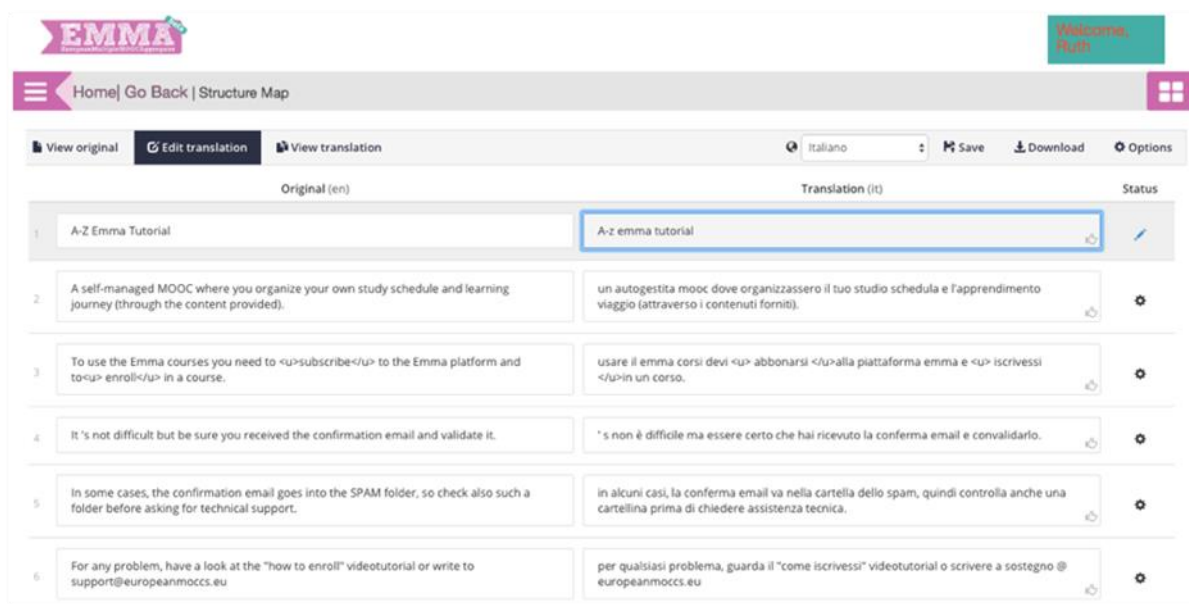 EMMA beta
EuropeanMultipleMOOCAggregator
Welcome,
Ruth
Home| Go Back | Structure Map
View original Edit translation View translation Italiano Save Download Options
Original (en) Translation (it) Status
1 A-Z Emma Tutorial A-z emma tutorial
2
A self-managed MOOC where you organize your own study schedule and learning
journey (through the content provided).
un autogestita mooc dove organizzassero il tuo studio schedula e l'apprendimento
viaggio (attraverso i contenuti forniti).
3
To use the Emma courses you need to <u>subscribe</u> to the Emma platform and
to<u> enroll</u> in a course.
usare il emma corsi devi <u> abbonarsi </u>alla piattaforma emma e <u> iscrivessi
</u>in un corso.
4
It 's not difficult but be sure you received the confirmation email and validate it.
' s non è difficile ma essere certo che hai ricevuto la conferma email e convalidarlo.
5
In some cases, the confirmation email goes into the SPAM folder, so check also such a
folder before asking for technical support.
in alcuni casi, la conferma email va nella cartella dello spam, quindi controlla anche una
cartellina prima di chiedere assistenza tecnica.
6
For any problem, have a look at the "how to enroll" videotutorial or write to
support@europeanmoccs.eu
per qualsiasi problema, guarda il "come iscrivessi" videotutorial o scrivere a sostegno @
europeanmoccs.eu